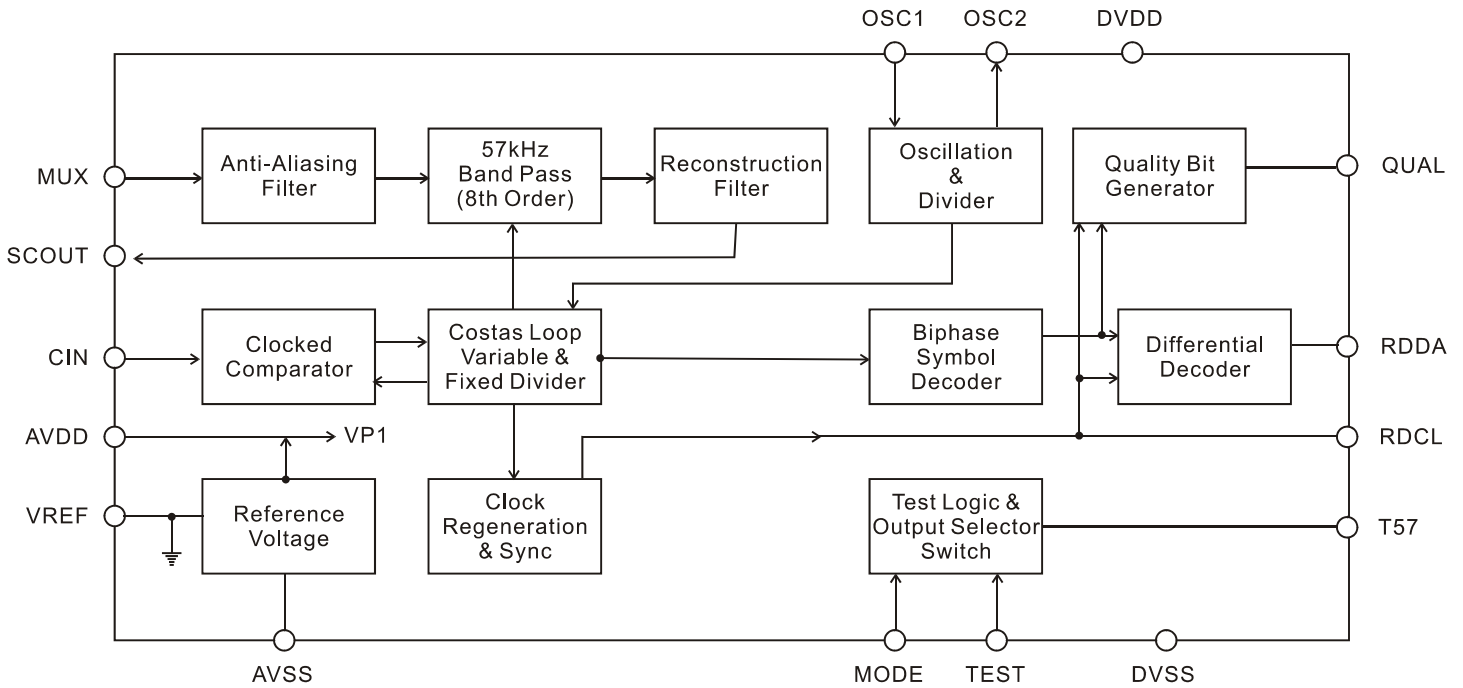 OSC1
OSC2
DVDD
MUX
Anti-Aliasing
Filter
57kHz
Band Pass
(8th Order)
Reconstruction
Filter
Oscillation
&
Divider
Quality Bit
Generator
QUAL
SCOUT
CIN
Clocked
Comparator
Costas Loop
Variable &
Fixed Divider
Biphase
Symbol
Decoder
Differential
Decoder
RDDA
AVDD
VP1
RDCL
VREF
Reference
Voltage
Clock
Regeneration
& Sync
Test Logic &
Output Selector
Switch
T57
AVSS
MODE
TEST
DVSS